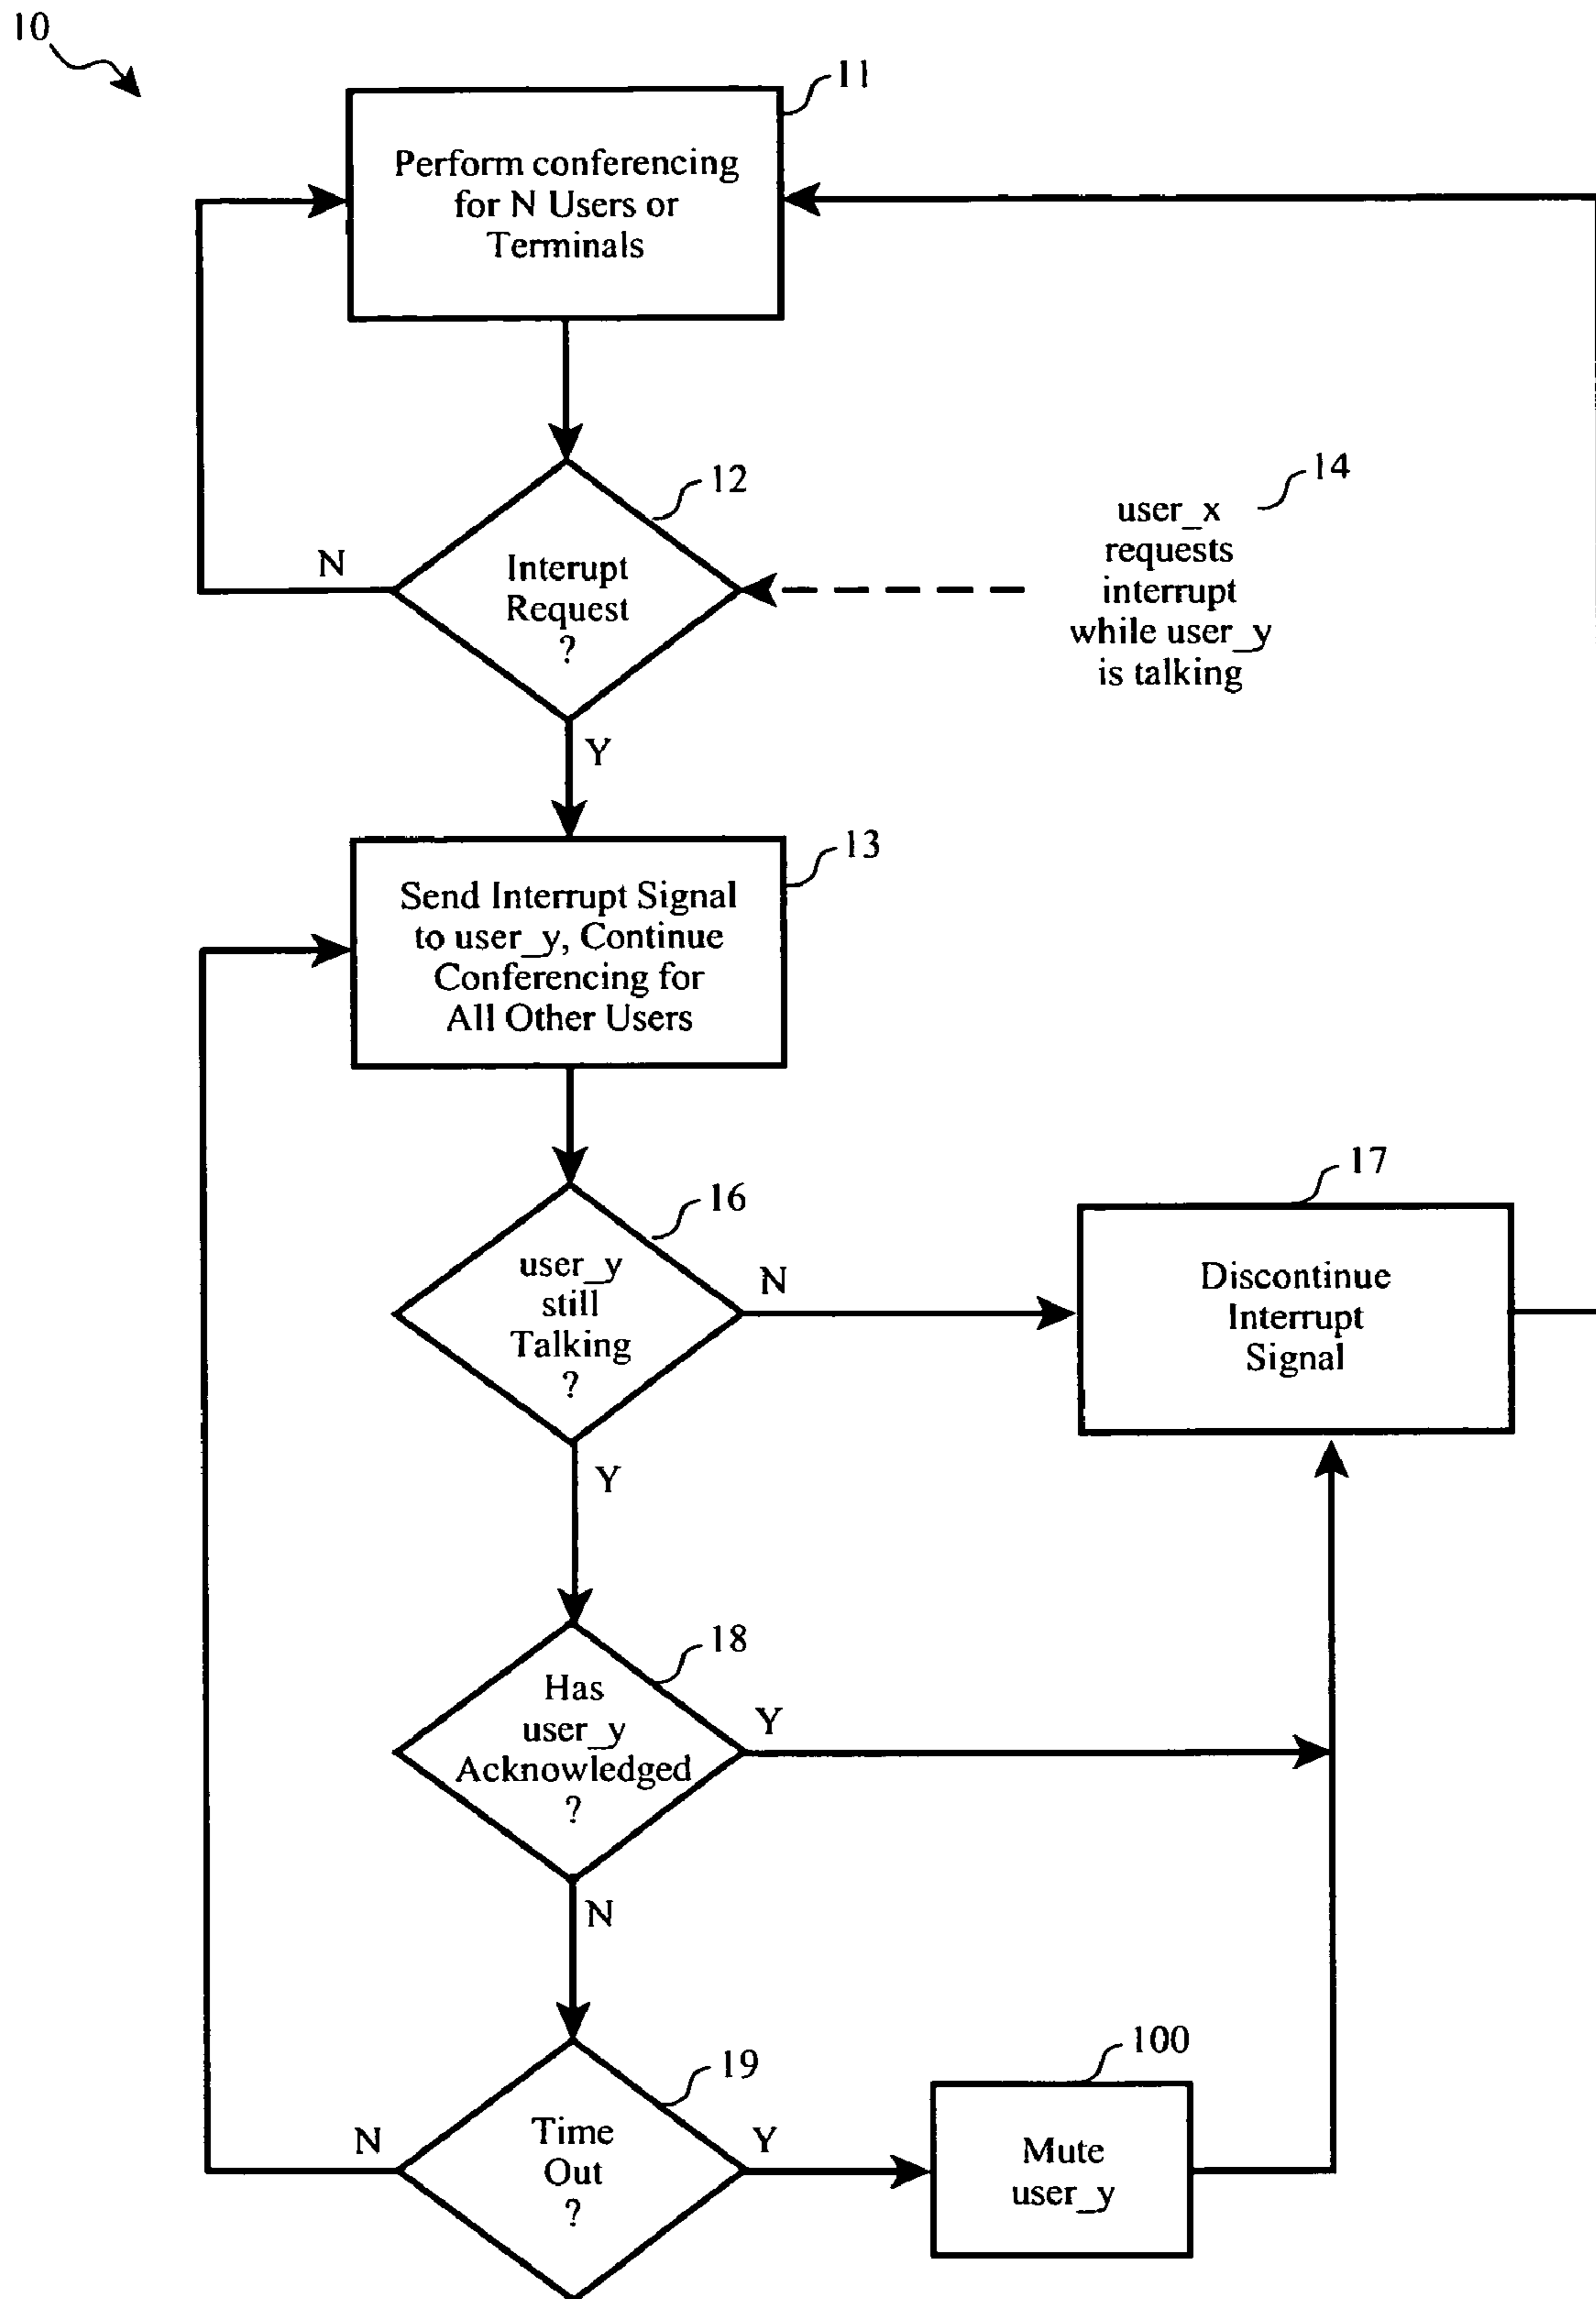 10
11
Perform conferencing
for N Users or
Terminals
12
14
user_x
requests
interrupt
while user_y
is talking
N
Interupt
Request
?
Y
13
Send Interrupt Signal
to user_y, Continue
Conferencing for
All Other Users
16
17
user_y
still
Talking
?
N
Discontinue
Interrupt
Signal
Y
18
Has
user_y
Acknowledged
?
Y
N
19
100
N
Time
Out
?
Y
Mute
user_y